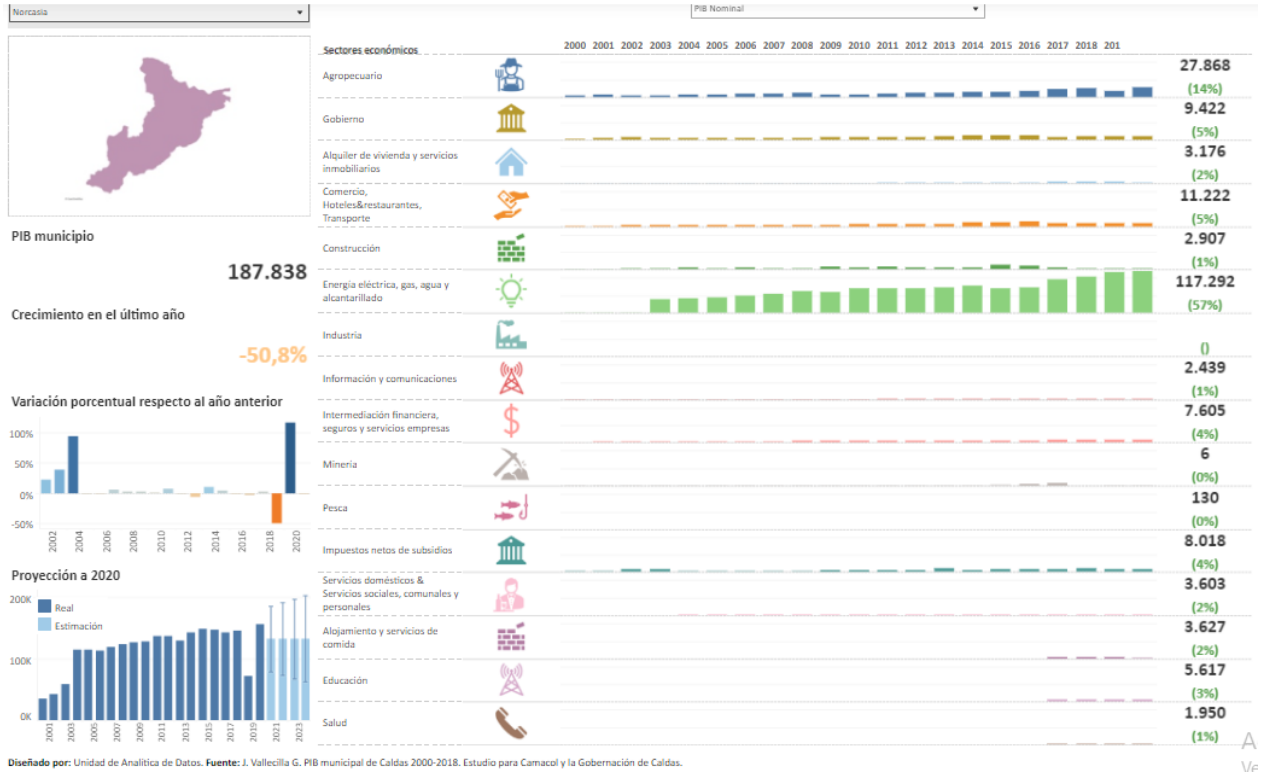 Norcasia
PIB Nominal
PIB municipio
187.838
Crecimiento en el último año
-50,8%
Variación porcentual respecto al año anterior
100%
50%
0%
-50%
2002 2004 2006 2008 2010 2012 2014 2016 2018 2020
Proyección a 2020
200K
100K
0K
Real
Estimación
2001 2003 2005 2007 2009 2011 2013 2015 2017 2019 2021 2023
Sectores económicos
2000 2001 2002 2003 2004 2005 2006 2007 2008 2009 2010 2011 2012 2013 2014 2015 2016 2017 2018 201
Agropecuario
27.868
(14%)
Gobierno
9.422
(5%)
Alquiler de vivienda y servicios
inmobiliarios
3.176
(2%)
Comercio,
Hoteles&restaurantes,
Transporte
11.222
(5%)
Construcción
2.907
(1%)
Energía eléctrica, gas, agua y
alcantarillado
117.292
(57%)
Industria
()
Información y comunicaciones
2.439
(1%)
Intermediación financiera,
seguros y servicios empresas
7.605
(4%)
Minería
6
(0%)
Pesca
130
(0%)
Impuestos netos de subsidios
8.018
(4%)
Servicios domésticos &
Servicios sociales, comunales y
personales
3.603
(2%)
Alojamiento y servicios de
comida
3.627
(2%)
Educación
5.617
(3%)
Salud
1.950
(1%)
A
Diseñado por: Unidad de Analítica de Datos. Fuente: J. Vallecilla G. PIB municipal de Caldas 2000-2018. Estudio para Camacol y la Gobernación de Caldas.